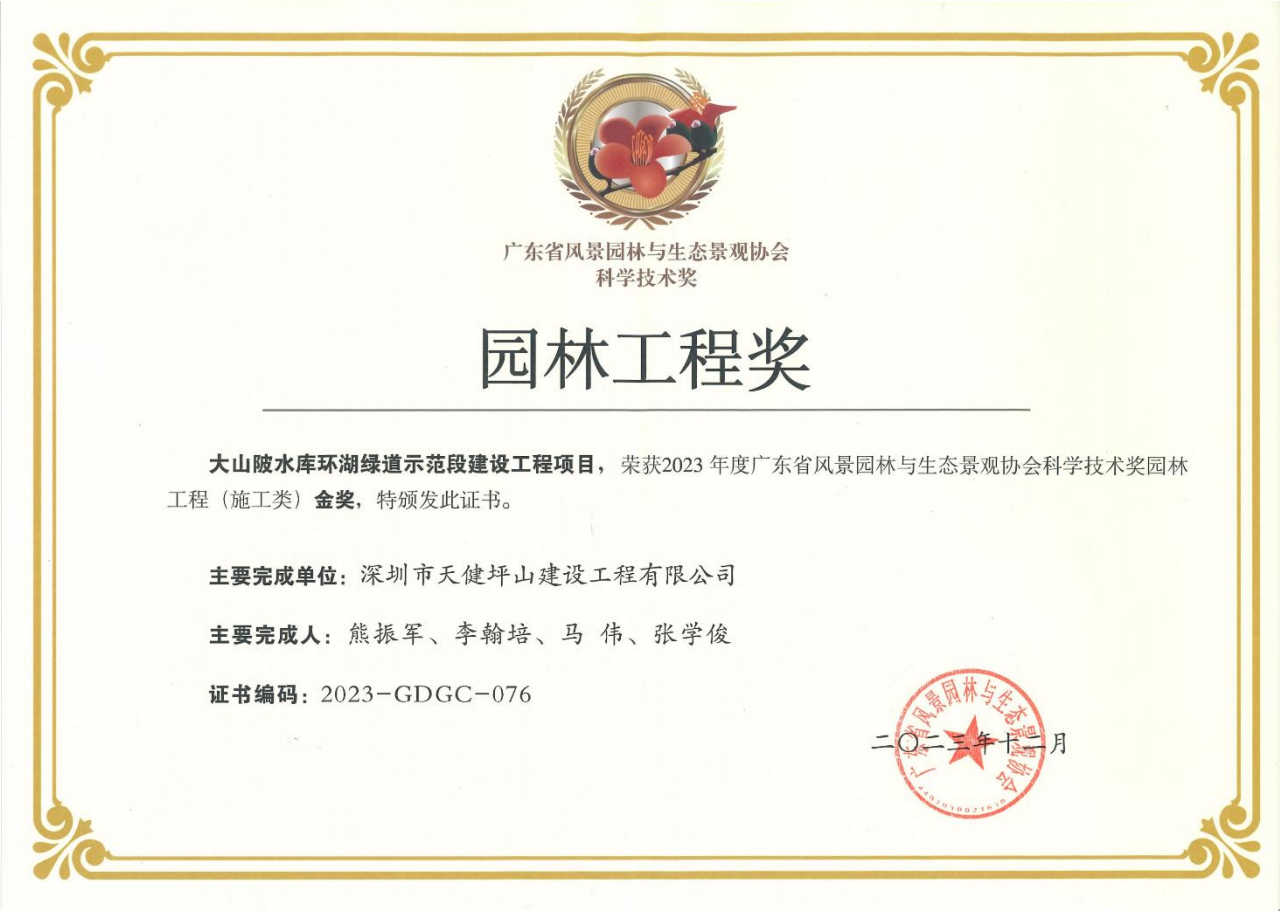 广东省风景园林与生态景观协会
科学技术奖
园林工程奖
大山陂水库环湖绿道示范段建设工程项目，荣获2023 年度广东省风景园林与生态景观协会科学技术奖园林
工程（施工类）金奖，特颁发此证书。
主要完成单位：深圳市天健坪山建设工程有限公司
主要完成人：熊振军、李翰培、马 伟、张学俊
证书编码：2023-GDGC-076
广东省风景园林与生态景观协会
二〇二三年十二月